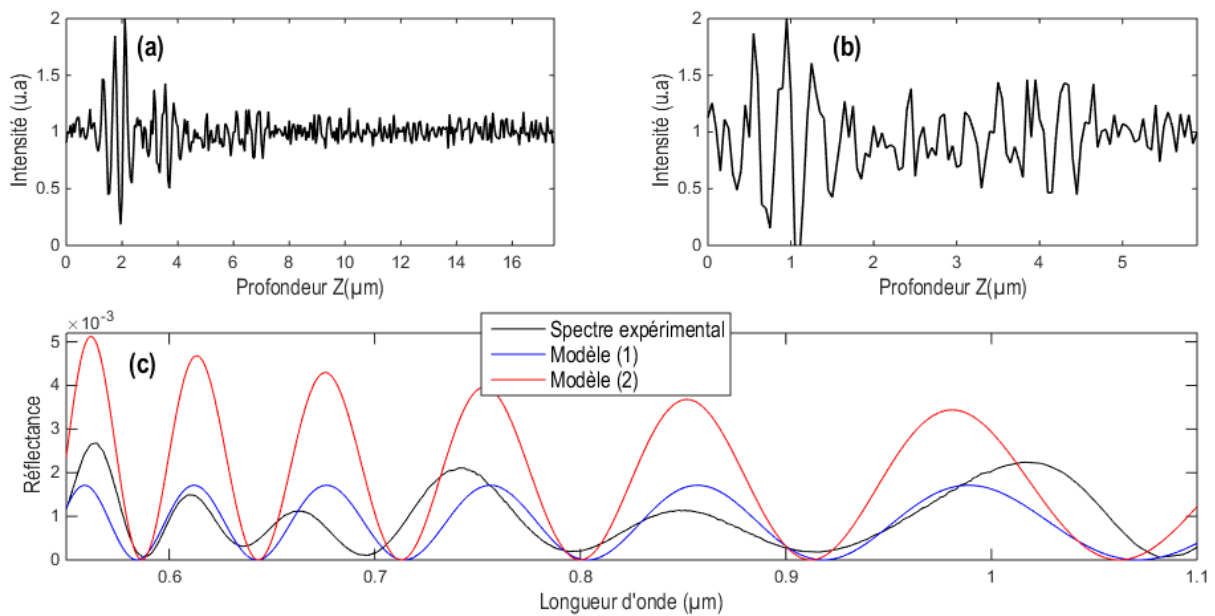 2
1.5
1
0.5
0
Intensité (u.a)
(a)
0 2 4 6 8 10 12 14 16
Profondeur Z(µm)
2
1.5
1
0.5
0
Intensité (u.a)
(b)
0 1 2 3 4 5
Profondeur Z(µm)
×10-3
5
4
3
2
1
0
Réflectance
(c)
Spectre expérimental
Modèle (1)
Modèle (2)
0.6 0.7 0.8 0.9 1 1.1
Longueur d'onde (µm)